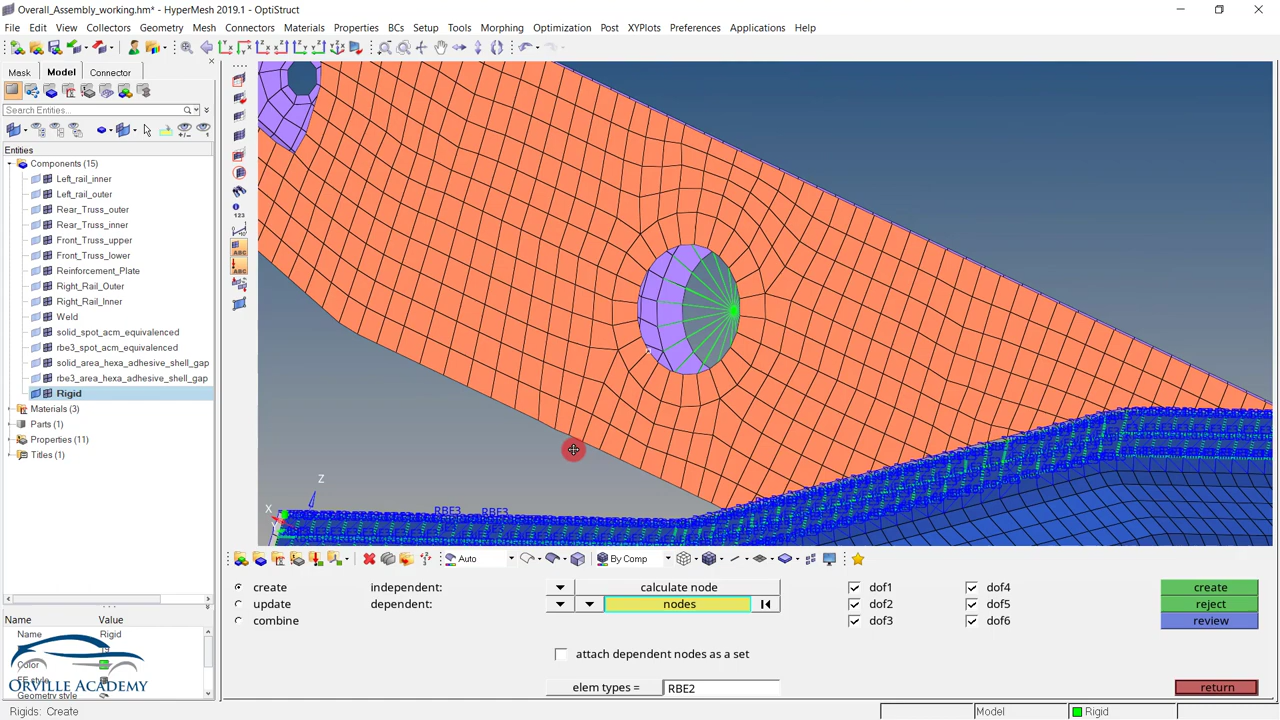 Overall_Assembly_working.hm* - HyperMesh 2019.1 - OptiStruct
File Edit View Collectors Geometry Mesh Connectors Materials Properties BCs Setup Tools Morphing Optimization Post XYPlots Preferences Applications Help
Mask Model Connector
Search Entities...
Entities
Components (15)
Left_rail_inner
Left_rail_outer
Rear_Truss_outer
Rear_Truss_inner
Front_Truss_upper
Front_Truss_lower
Reinforcement_Plate
Right_Rail_Outer
Right_Rail_Inner
Weld
solid_spot_acm_equivalenced
rbe3_spot_acm_equivalenced
solid_area_hexa_adhesive_shell_gap
rbe3_area_hexa_adhesive_shell_gap
Rigid
Materials (3)
Parts (1)
Properties (11)
Titles (1)
123
ABC
ABC
Z
X
RBE3 RBE3
Auto By Comp
create independent: calculate node dof1 dof4 create
update dependent: nodes dof2 dof5 reject
combine dof3 dof6 review
attach dependent nodes as a set
elem types = RBE2 return
Name Value
Name Rigid
Color
ORVILLE ACADEMY
Geometry style
Rigids: Create Model Rigid